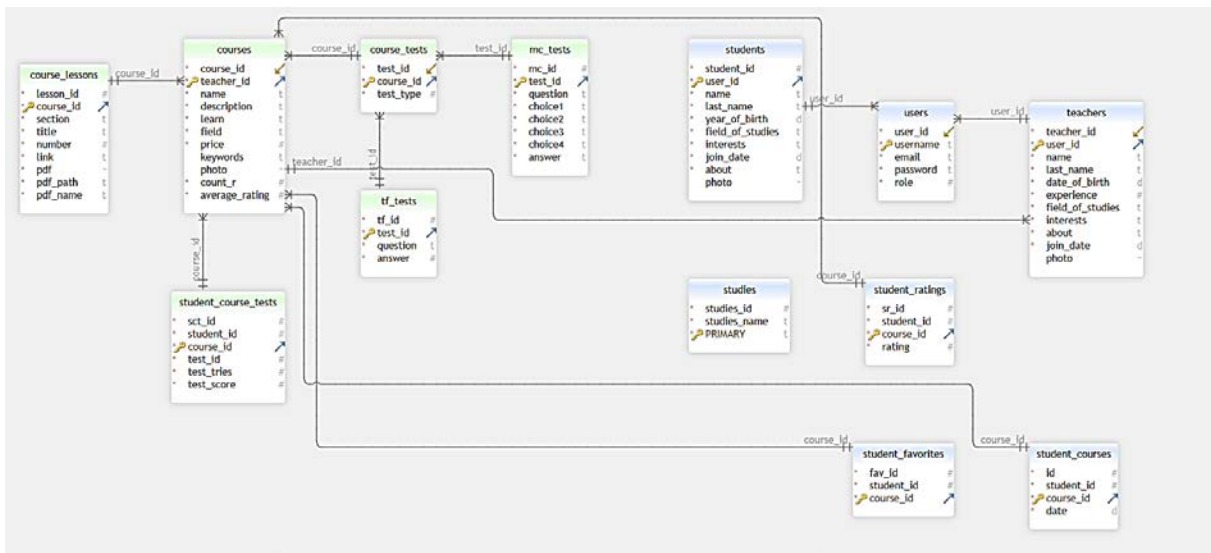 course_lessons
lesson_id #
course_id
section t
title t
number #
link t
pdf ~
pdf_path t
pdf_name t
course_id
courses
course_id
teacher_id
name t
description t
learn t
field t
price #
keywords t
photo ~
count_r #
average_rating #
course_id
course_tests
test_id
course_id
test_type #
test_id
mc_tests
mc_id #
test_id
question t
choice1 t
choice2 t
choice3 t
choice4 t
answer t
test_id
tf_tests
tf_id #
test_id
question t
answer #
teacher_id
students
student_id #
user_id
name t
last_name t
year_of_birth d
field_of_studies t
interests t
join_date d
about t
photo ~
user_id
users
user_id
username t
email t
password t
role #
user_id
teachers
teacher_id
user_id
name t
last_name t
date_of_birth d
experience #
field_of_studies t
interests t
about t
join_date d
photo ~
course_id
student_course_tests
sct_id #
student_id #
course_id
test_id #
test_tries #
test_score #
studies
studies_id #
studies_name t
PRIMARY t
course_id
student_ratings
sr_id #
student_id #
course_id
rating #
course_id
student_favorites
fav_id #
student_id #
course_id
course_id
student_courses
id #
student_id #
course_id
date d